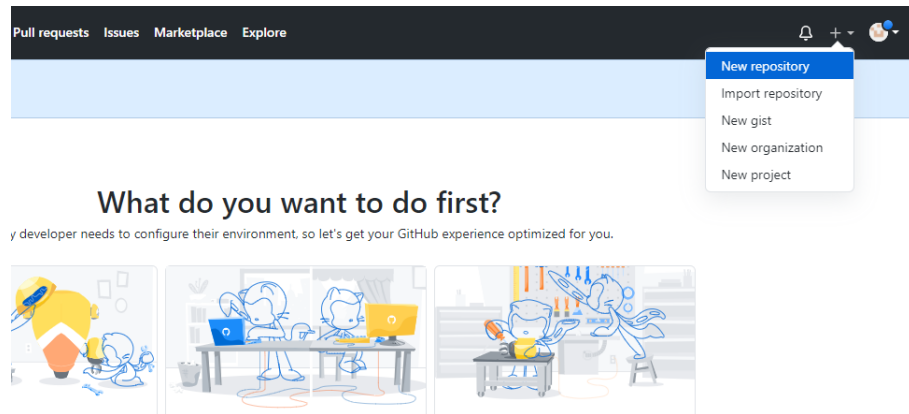 Pull requests Issues Marketplace Explore
New repository
Import repository
New gist
New organization
New project
What do you want to do first?
y developer needs to configure their environment, so let's get your GitHub experience optimized for you.